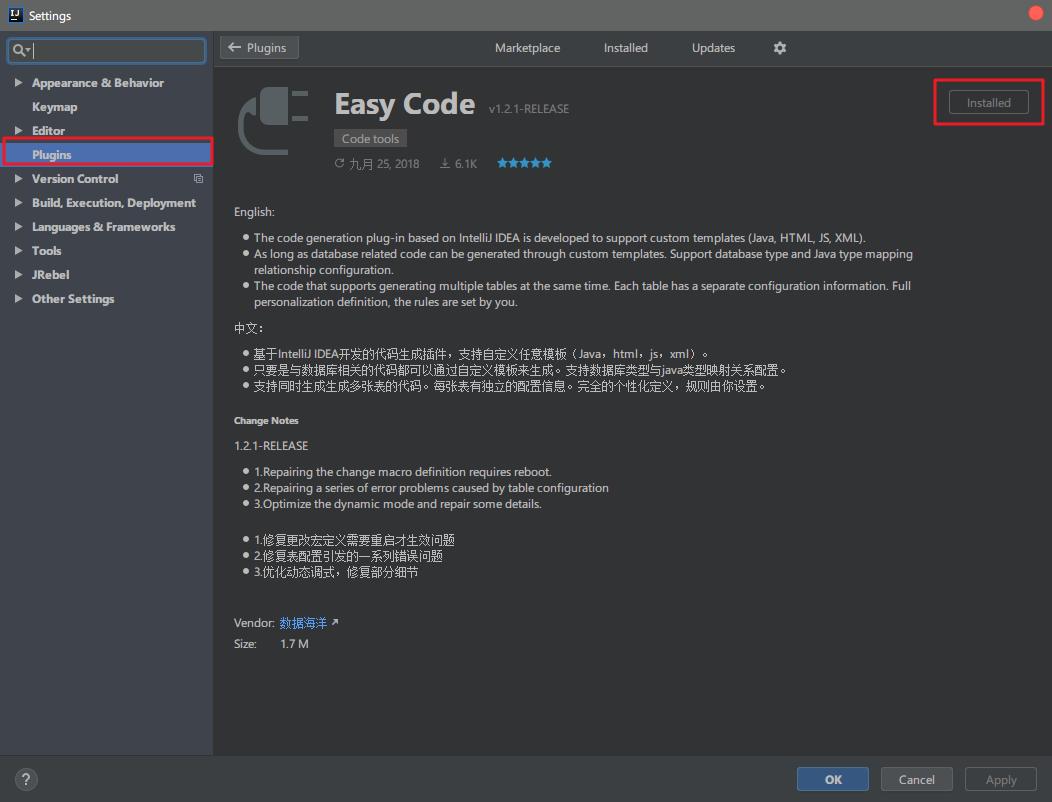 Settings
Plugins
Marketplace
Installed
Updates
Appearance & Behavior
Keymap
Editor
Plugins
Version Control
Build, Execution, Deployment
Languages & Frameworks
Tools
JRebel
Other Settings
Easy Code v1.2.1-RELEASE
Installed
Code tools
九月 25, 2018 6.1K
English:
The code generation plug-in based on IntelliJ IDEA is developed to support custom templates (Java, HTML, JS, XML).
As long as database related code can be generated through custom templates. Support database type and Java type mapping
relationship configuration.
The code that supports generating multiple tables at the same time. Each table has a separate configuration information. Full
personalization definition, the rules are set by you.
中文：
基于IntelliJ IDEA开发的代码生成插件，支持自定义任意模板（Java，html，js，xml）。
只要是与数据库相关的代码都可以通过自定义模板来生成。支持数据库类型与java类型映射关系配置。
支持同时生成生成多张表的代码。每张表有独立的配置信息。完全的个性化定义，规则由你设置。
Change Notes
1.2.1-RELEASE
1.Repairing the change macro definition requires reboot.
2.Repairing a series of error problems caused by table configuration
3.Optimize the dynamic mode and repair some details.
1.修复更改宏定义需要重启才生效问题
2.修复表配置引发的一系列错误问题
3.优化动态调式，修复部分细节
Vendor: 数据海洋
Size: 1.7 M
?
OK
Cancel
Apply